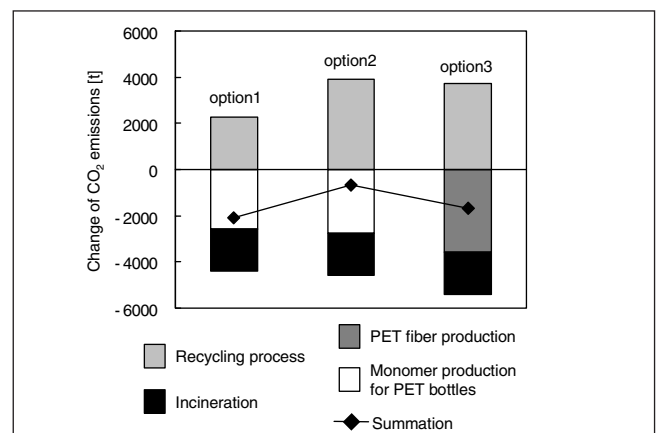 6000
4000
2000
0
- 2000
- 4000
- 6000
Change of CO₂ emissions [t]
option1
option2
option3
Recycling process
Incineration
PET fiber production
Monomer production
for PET bottles
Summation